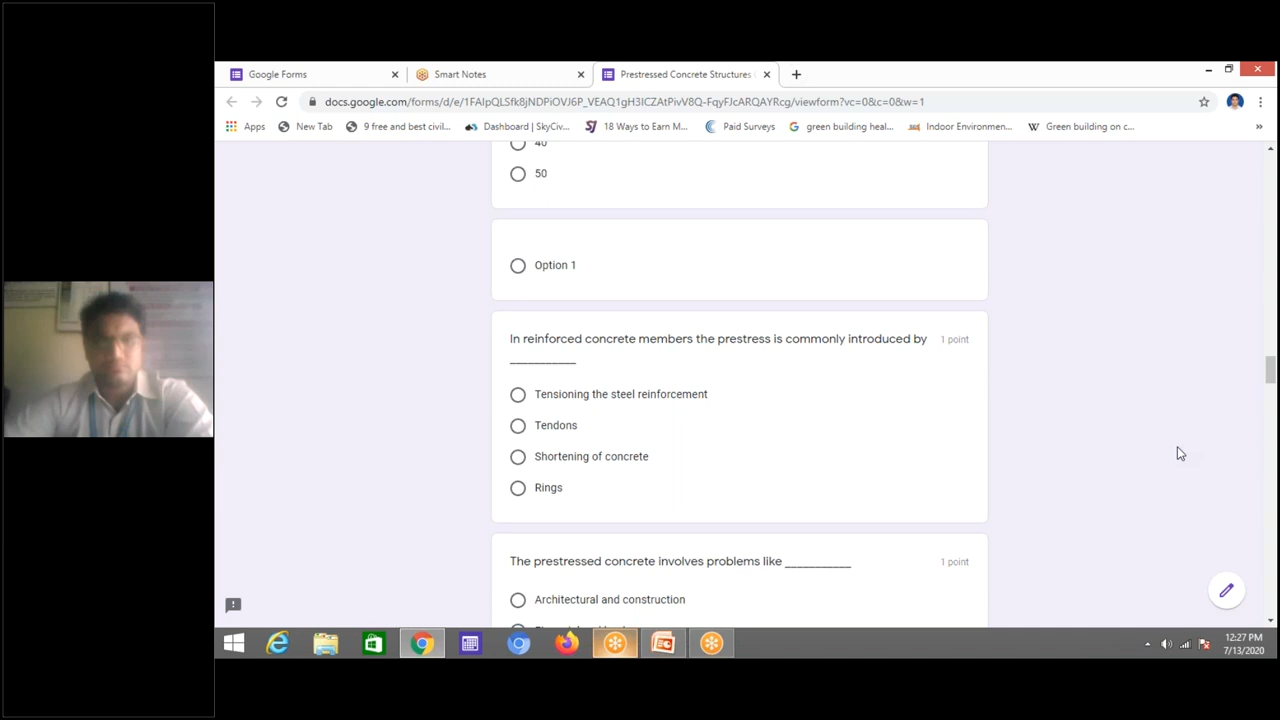 Google Forms
Smart Notes
Prestressed Concrete Structures
docs.google.com/forms/d/e/1FAIpQLSfk8jNDPiOVJ6P_VEAQ1gH3ICZAtPivV8Q-FqyFJcARQAYRcg/viewform?vc=0&c=0&w=1
Apps
New Tab
9 free and best civil...
Dashboard | SkyCiv...
18 Ways to Earn M...
Paid Surveys
green building heal...
Indoor Environmen...
Green building on c...
40
50
Option 1
In reinforced concrete members the prestress is commonly introduced by
___________
1 point
Tensioning the steel reinforcement
Tendons
Shortening of concrete
Rings
The prestressed concrete involves problems like ___________
1 point
Architectural and construction
12:27 PM
7/13/2020